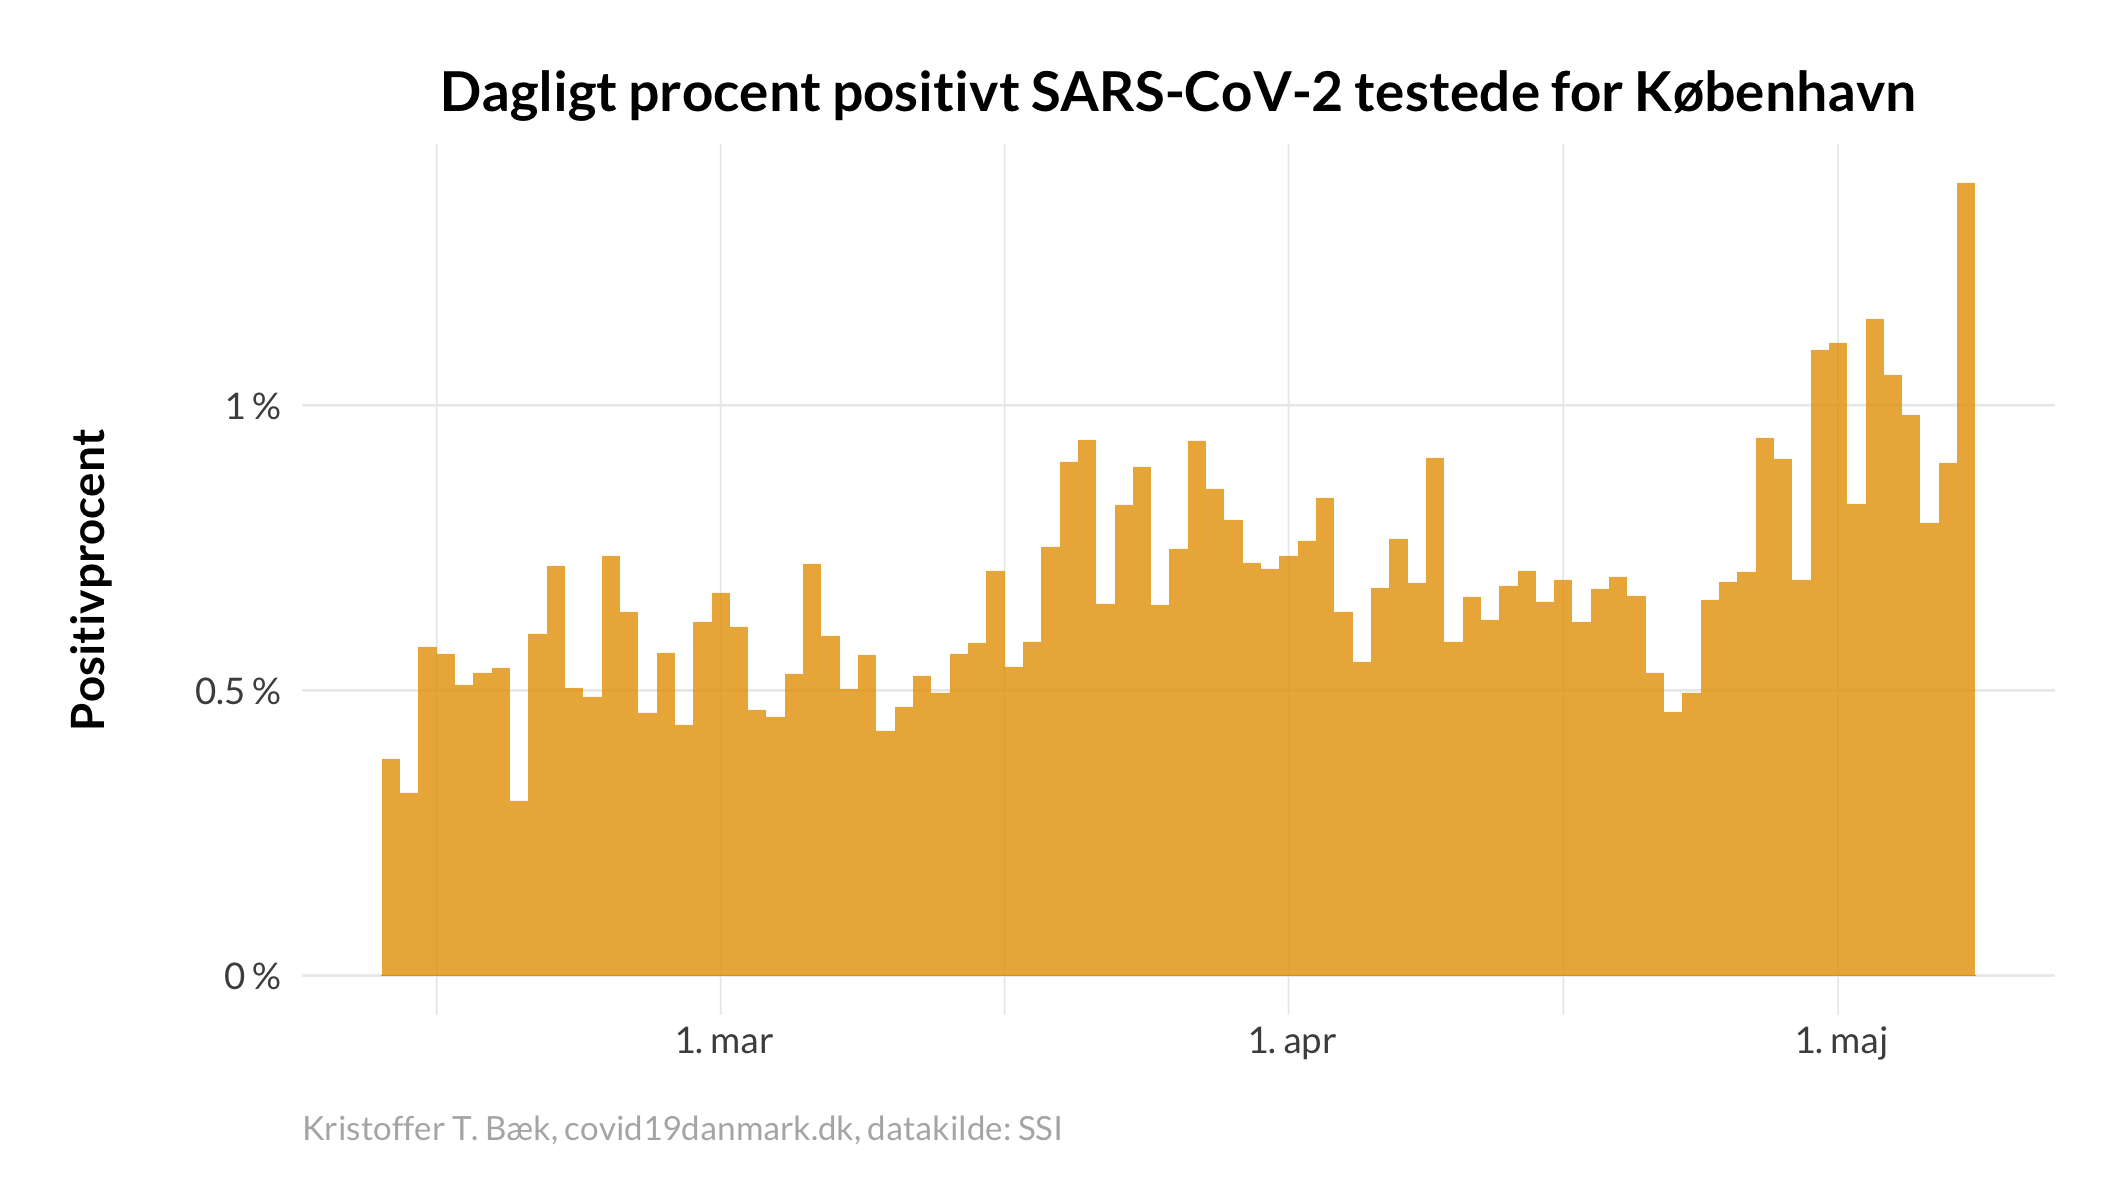 Dagligt procent positivt SARS-CoV-2 testede for København
Positivprocent
1 %
0.5 %
0 %
1. mar
1. apr
1. maj
Kristoffer T. Bæk, covid19danmark.dk, datakilde: SSI